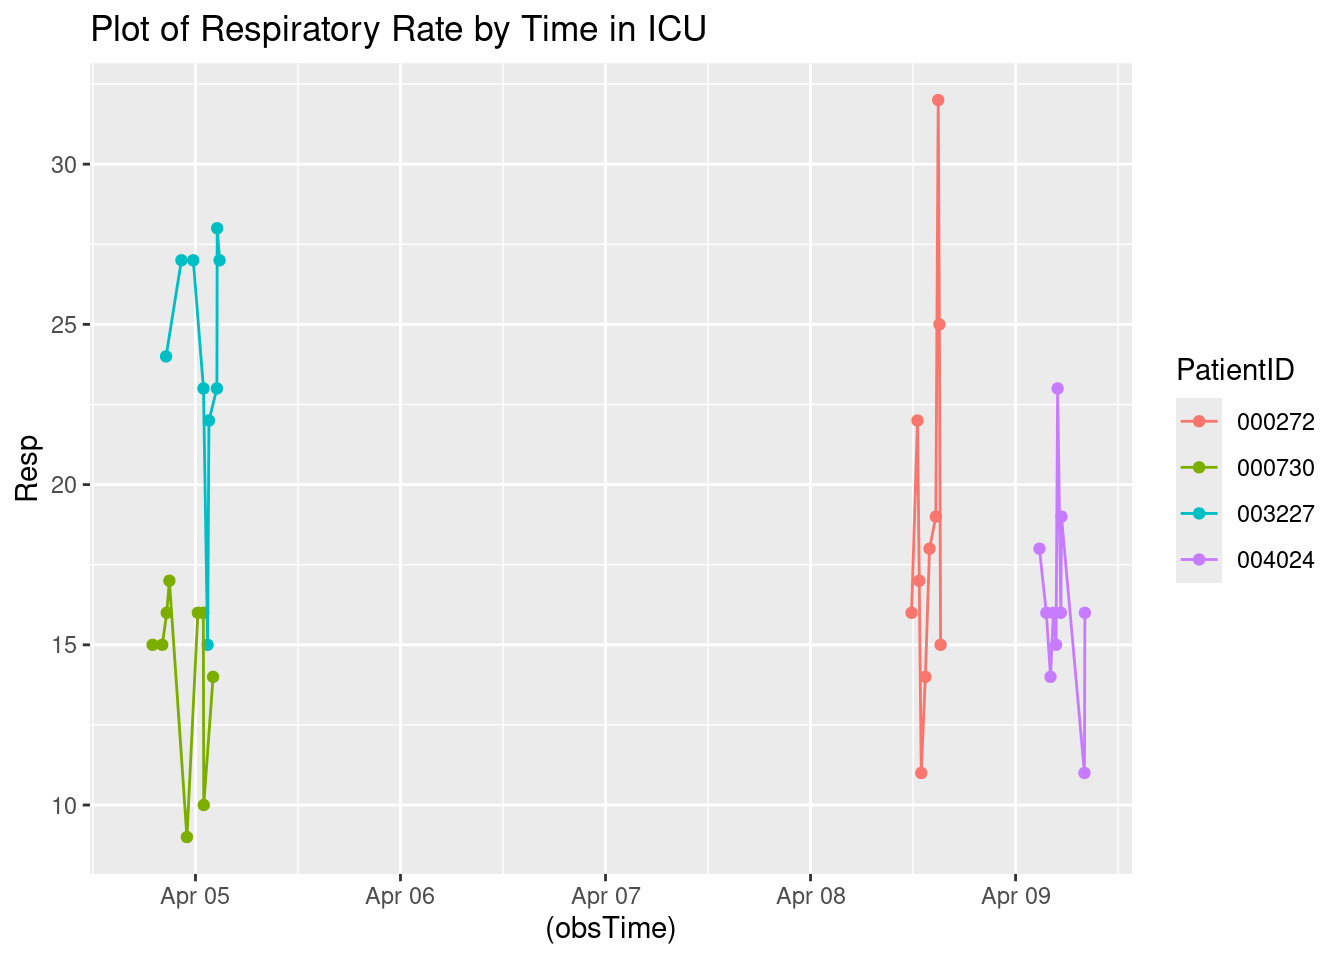 Plot of Respiratory Rate by Time in ICU
30
25
20
15
10
Resp
Apr 05
Apr 06
Apr 07
Apr 08
Apr 09
(obsTime)
PatientID
000272
000730
003227
004024